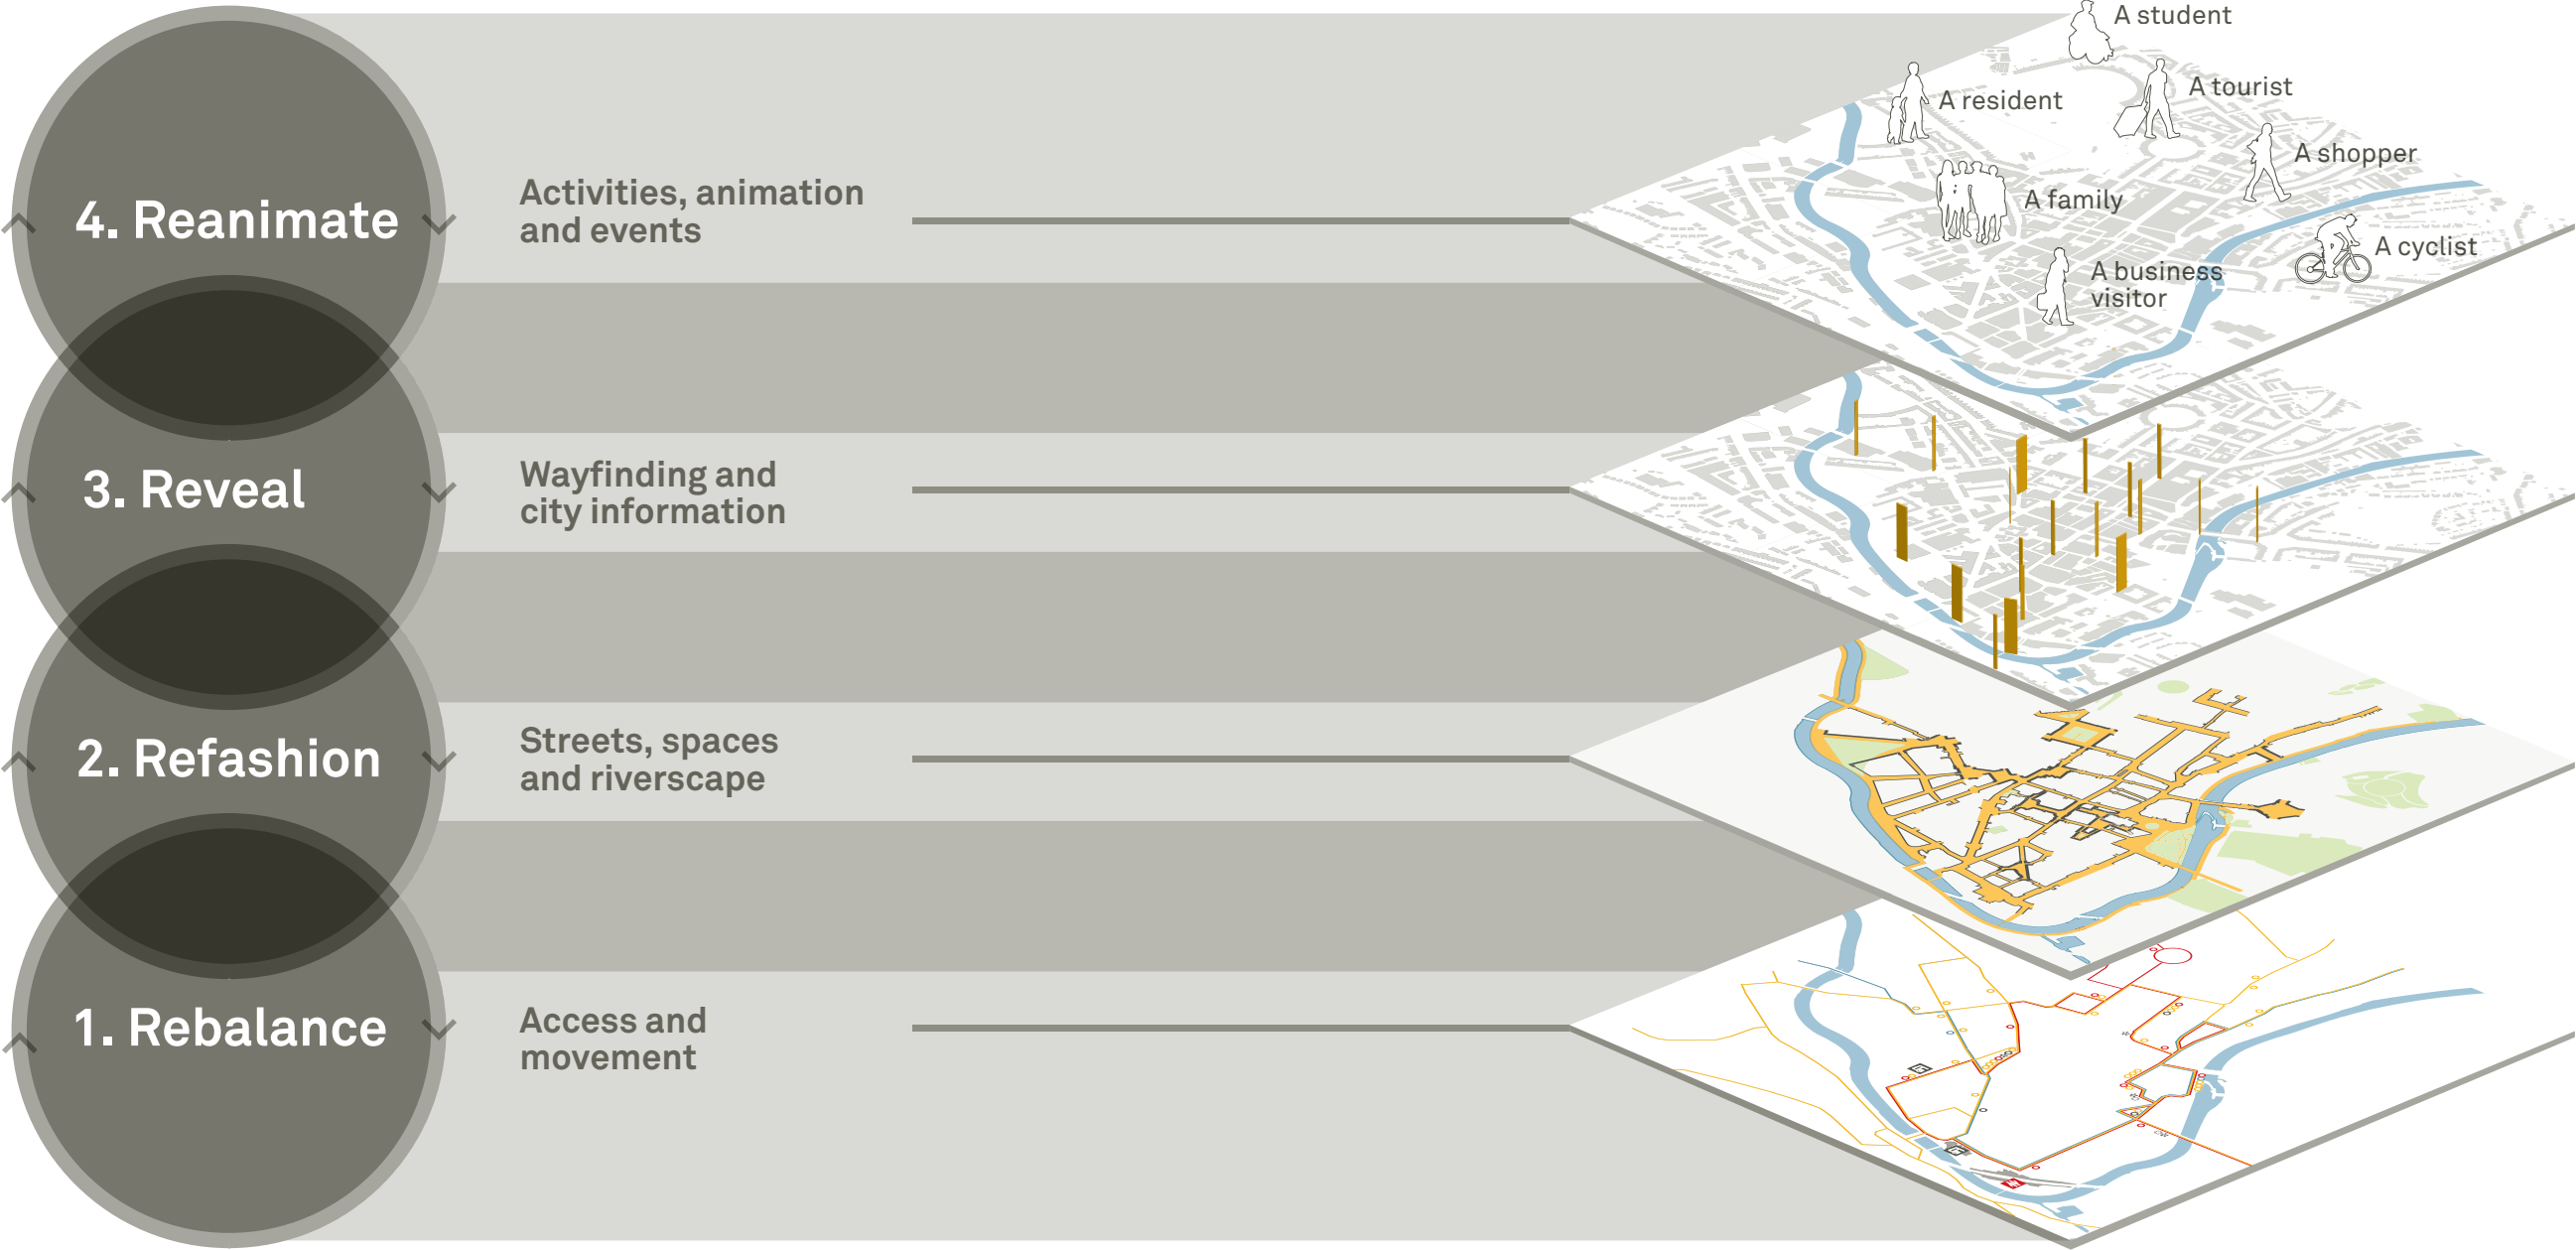 A student
A resident
A tourist
A shopper
A family
A cyclist
A business
visitor
4. Reanimate
Activities, animation
and events
3. Reveal
Wayfinding and
city information
2. Refashion
Streets, spaces
and riverscape
1. Rebalance
Access and
movement